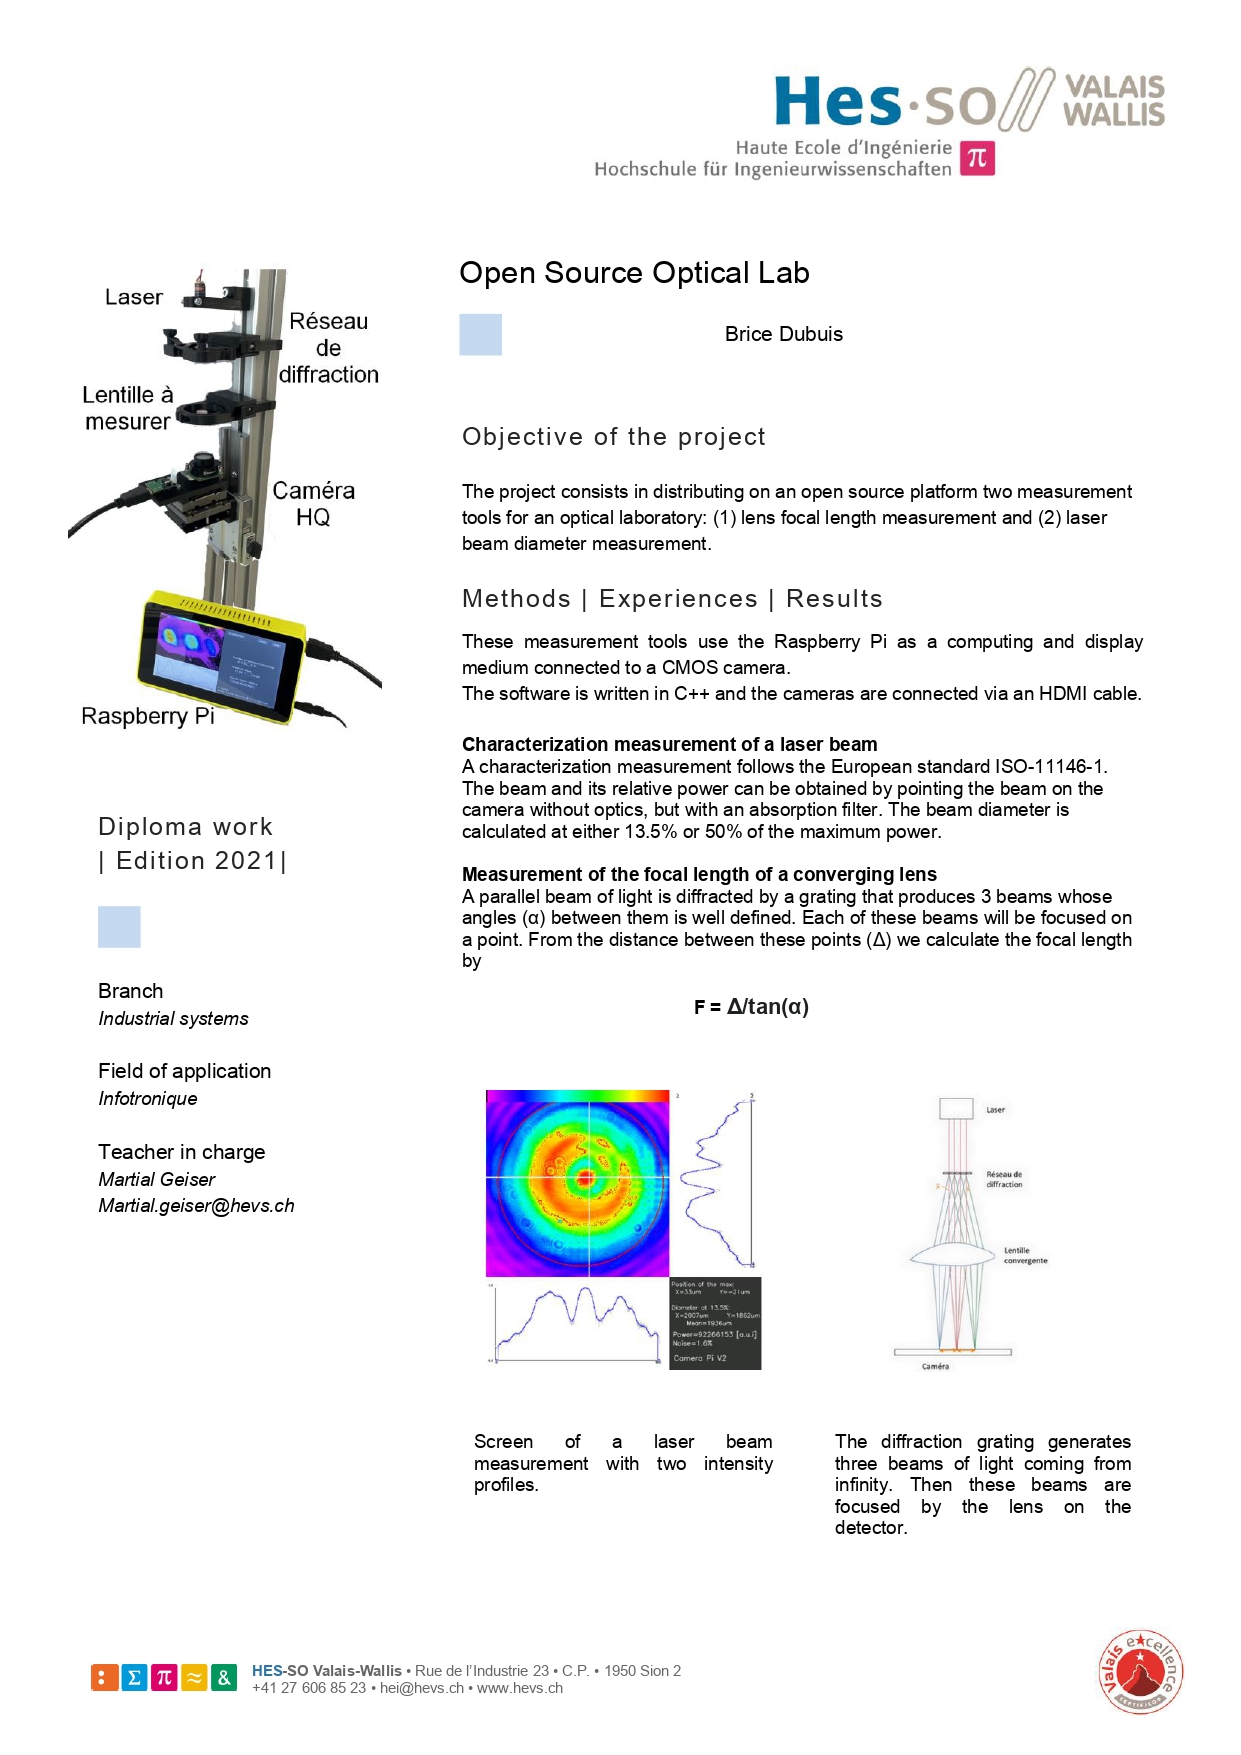 Hes·so VALAIS
WALLIS
Haute Ecole d'Ingénierie π
Hochschule für Ingenieurwissenschaften
Laser
Réseau
de
diffraction
Lentille à
mesurer
Caméra
HQ
Raspberry Pi
Diploma work
| Edition 2021|
Branch
Industrial systems
Field of application
Infotronique
Teacher in charge
Martial Geiser
Martial.geiser@hevs.ch
Open Source Optical Lab
Brice Dubuis
Objective of the project
The project consists in distributing on an open source platform two measurement
tools for an optical laboratory: (1) lens focal length measurement and (2) laser
beam diameter measurement.
Methods | Experiences | Results
These measurement tools use the Raspberry Pi as a computing and display
medium connected to a CMOS camera.
The software is written in C++ and the cameras are connected via an HDMI cable.
Characterization measurement of a laser beam
A characterization measurement follows the European standard ISO-11146-1.
The beam and its relative power can be obtained by pointing the beam on the
camera without optics, but with an absorption filter. The beam diameter is
calculated at either 13.5% or 50% of the maximum power.
Measurement of the focal length of a converging lens
A parallel beam of light is diffracted by a grating that produces 3 beams whose
angles (α) between them is well defined. Each of these beams will be focused on
a point. From the distance between these points (Δ) we calculate the focal length
by
F = Δ/tan(α)
Position of the max:
X=33um Y=-21um
Diameter at 13.5%:
X=2007um Y=1862um
Mean=1936um
Power=92266153 [a.u.]
Noise=1.6%
Camera Pi V2
Laser
Réseau de
diffraction
Lentille
convergente
Caméra
Screen of a laser beam
measurement with two intensity
profiles.
The diffraction grating generates
three beams of light coming from
infinity. Then these beams are
focused by the lens on the
detector.
: Σ π ≈ &
HES-SO Valais-Wallis • Rue de l'Industrie 23 • C.P. • 1950 Sion 2
+41 27 606 85 23 • hei@hevs.ch • www.hevs.ch
Valais excellence